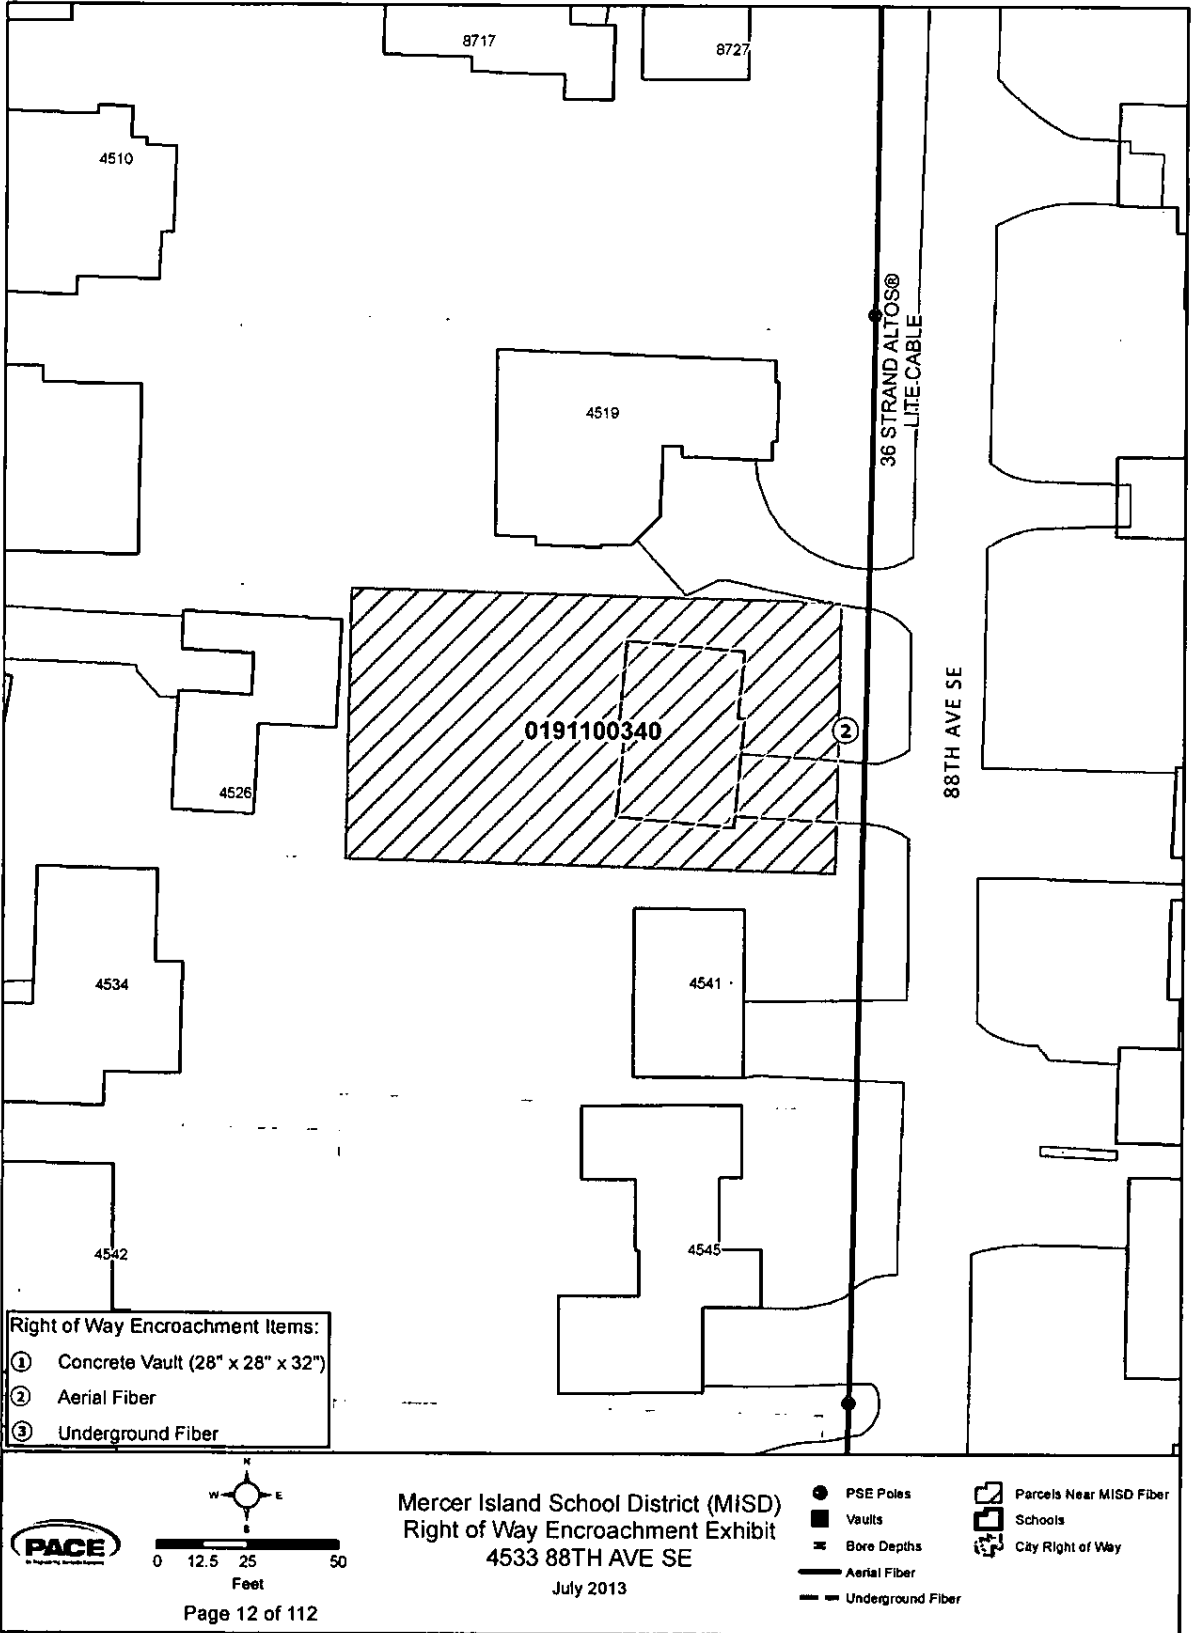 8717
8727
4510
36 STRAND ALTOS®
LITE CABLE
4519
0191100340
2
88TH AVE SE
4526
4534
4541
4542
4545
Right of Way Encroachment Items:
1 Concrete Vault (28" x 28" x 32")
2 Aerial Fiber
3 Underground Fiber
N
W E
S
PACE
0 12.5 25 50
Feet
Page 12 of 112
Mercer Island School District (MISD)
Right of Way Encroachment Exhibit
4533 88TH AVE SE
July 2013
PSE Poles
Vaults
Bore Depths
Aerial Fiber
Underground Fiber
Parcels Near MISD Fiber
Schools
City Right of Way